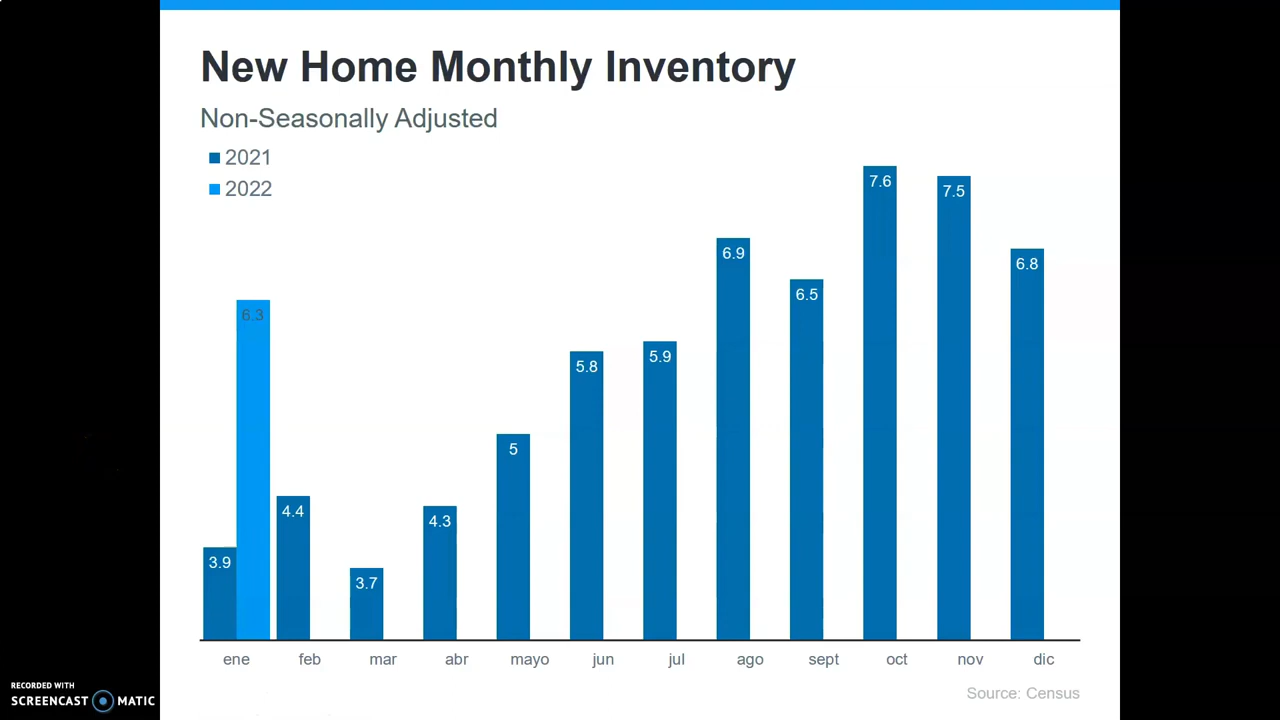 New Home Monthly Inventory
Non-Seasonally Adjusted
2021
2022
3.9
6.3
4.4
3.7
4.3
5
5.8
5.9
6.9
6.5
7.6
7.5
6.8
ene feb mar abr mayo jun jul ago sept oct nov dic
Source: Census
RECORDED WITH
SCREENCAST MATIC